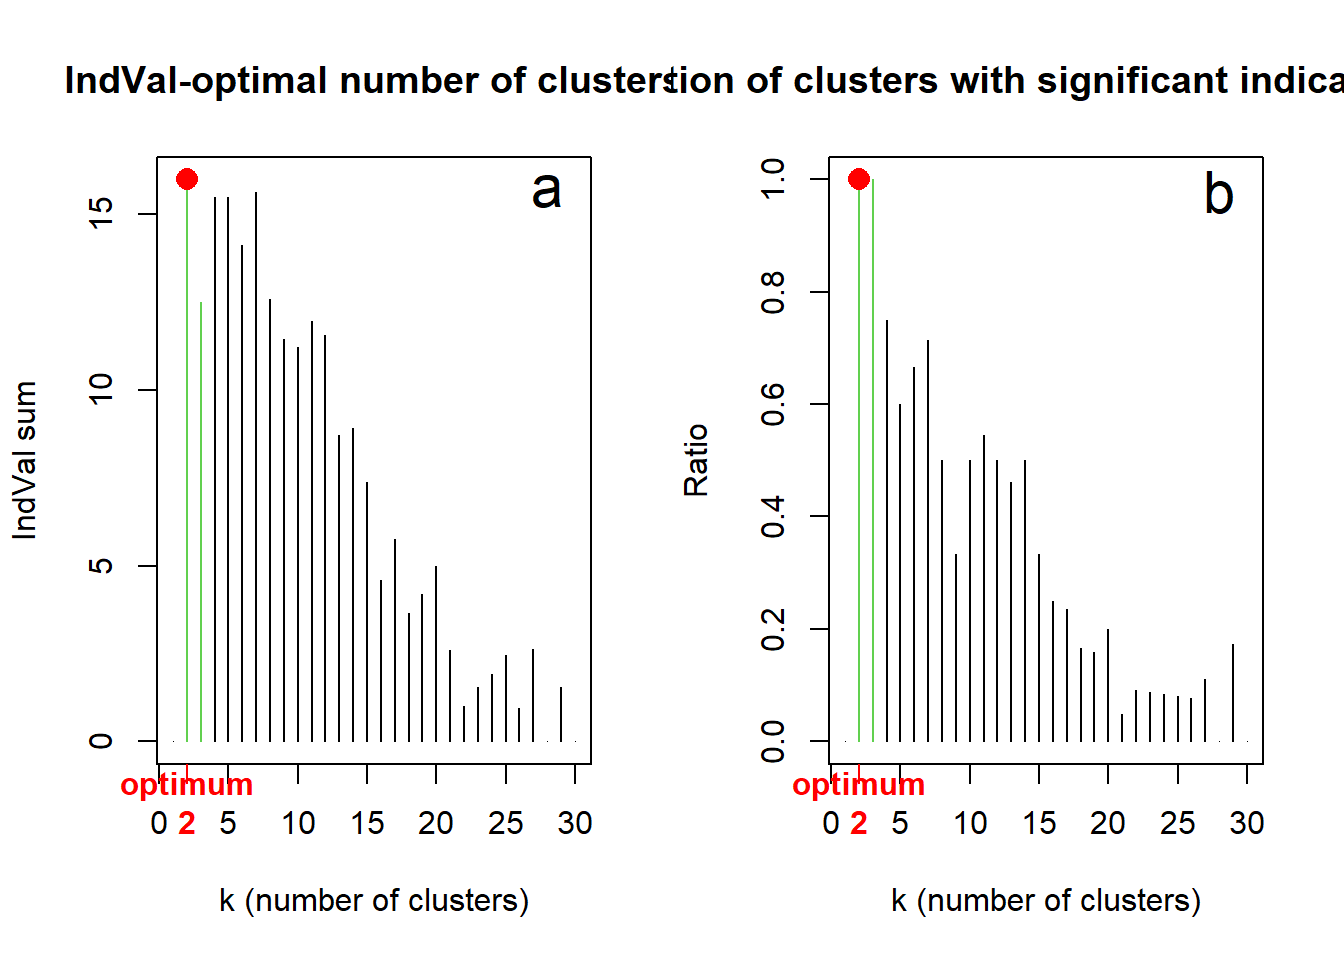 IndVal-optimal number of clusters
tion of clusters with significant indica
a
15
10
5
0
IndVal sum
optimum
0 2 5 10 15 20 25 30
k (number of clusters)
b
1.0
0.8
0.6
0.4
0.2
0.0
Ratio
optimum
0 2 5 10 15 20 25 30
k (number of clusters)